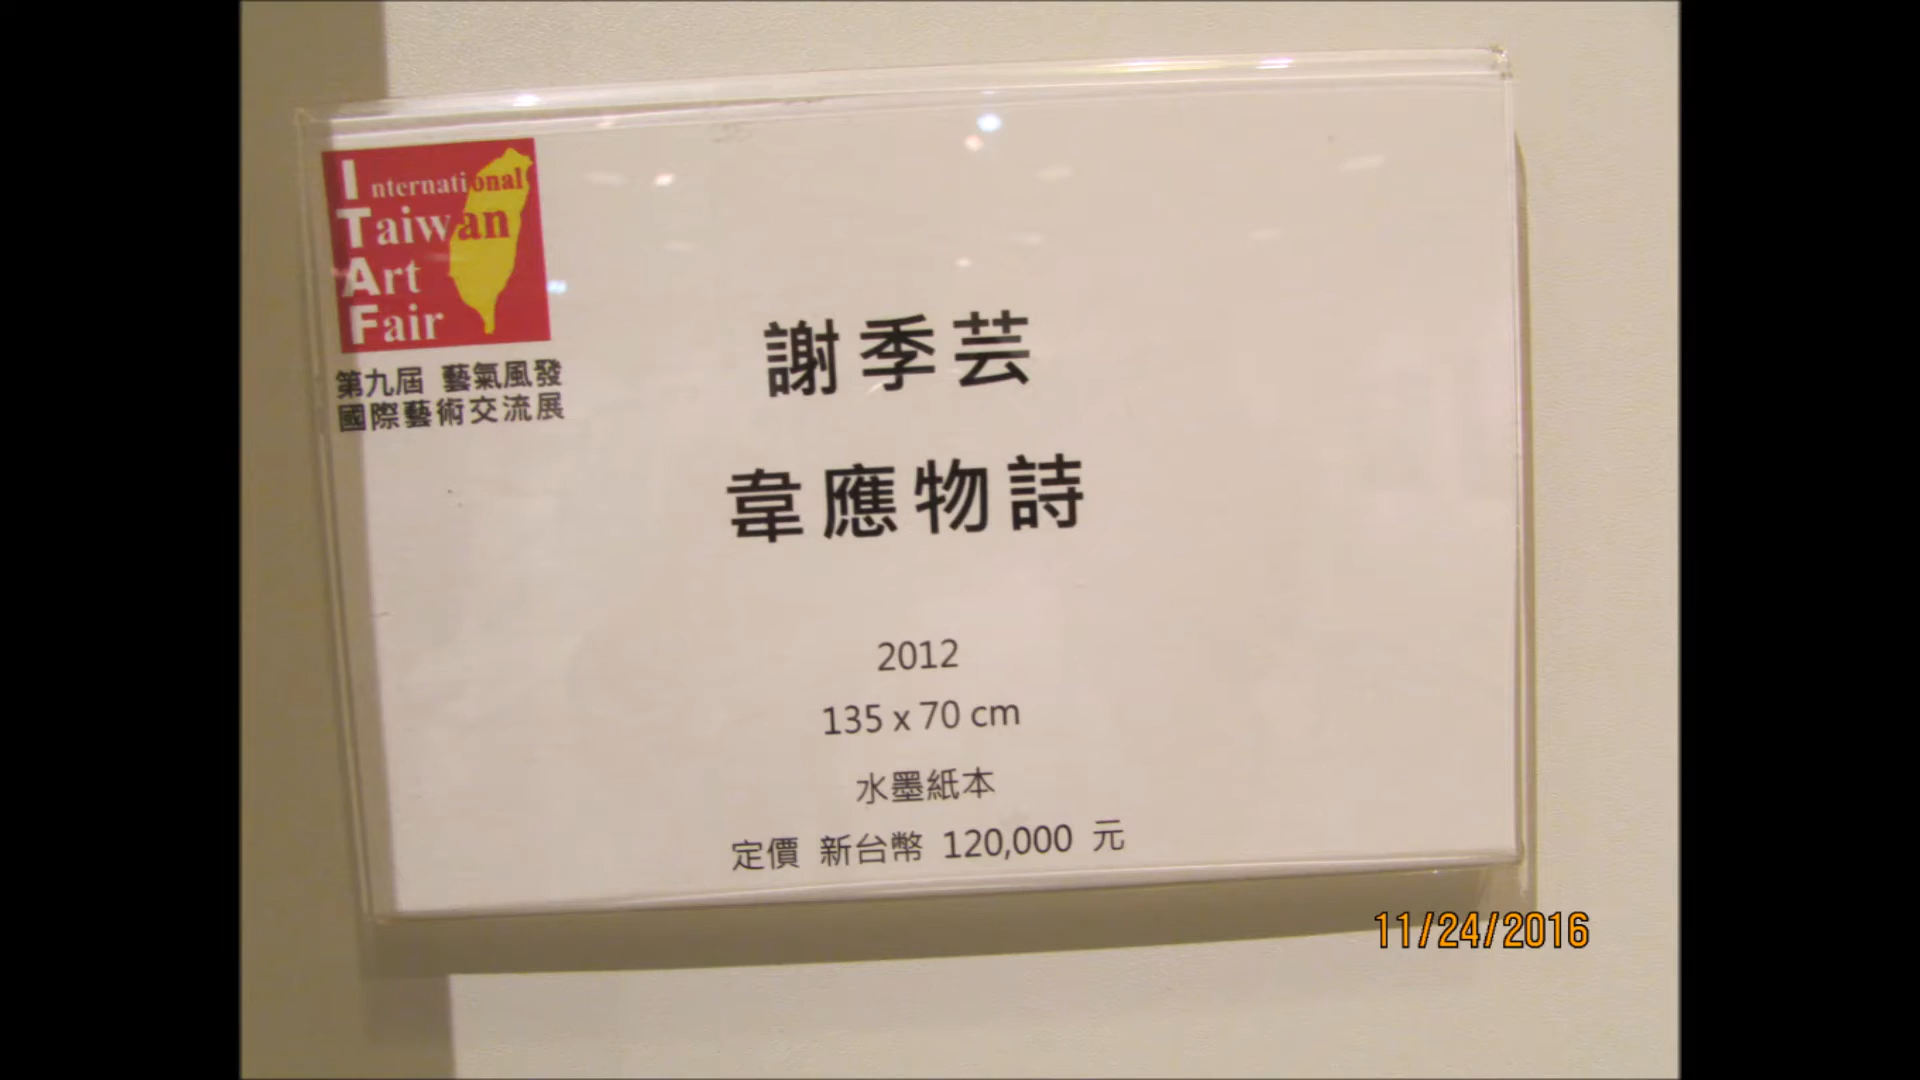 International
Taiwan
Art
Fair
第九屆 藝氣風發
國際藝術交流展
謝季芸
韋應物詩
2012
135 x 70 cm
水墨紙本
定價 新台幣 120,000 元
11/24/2016